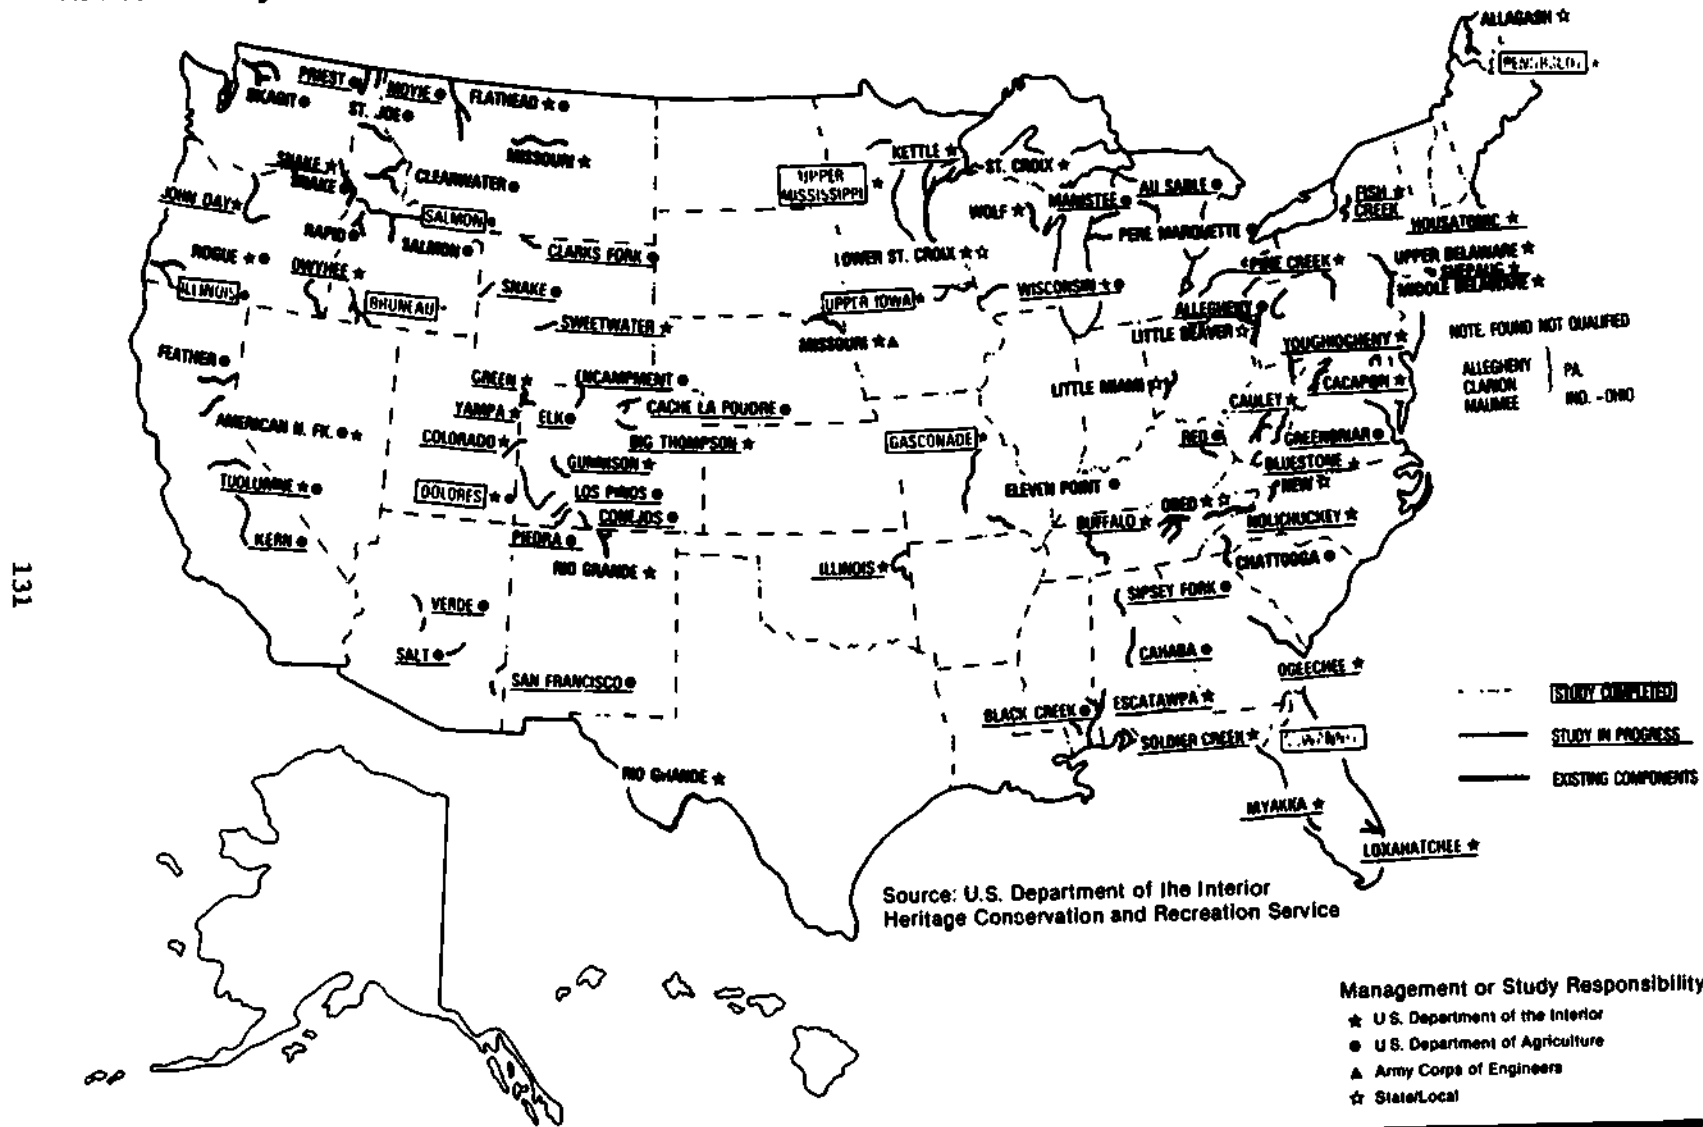 ALLAGASH ☆
PRIEST ●
MOYIE ●
FLATHEAD ★ ●
SKAGIT ●
ST. JOE ●
MISSOURI ★
SNAKE ★
SNAKE
CLEARWATER ●
JOHN DAY ★
SALMON
RAPID ●
SALMON ●
CLARKS FORK ●
ROGUE ★ ●
OWYHEE ★
ILLINOIS
BRUNEAU
SNAKE ●
SWEETWATER ★
FEATHER ●
GREEN ★
ENCAMPMENT ●
YAMPA ★
ELK ●
CACHE LA POUDRE ●
AMERICAN N. FK. ● ★
COLORADO ★
BIG THOMPSON ★
GUNNISON ★
TUOLUMNE ★ ●
DOLORES ★ ●
LOS PINOS ●
CONEJOS ●
KERN ●
PIEDRA ●
RIO GRANDE ★
VERDE ●
SALT ●
SAN FRANCISCO ●
RIO GRANDE ★
KETTLE ★
UPPER
MISSISSIPPI ★
ST. CROIX ★
WOLF ★
MANISTEE ●
AU SABLE ●
PERE MARQUETTE ●
LOWER ST. CROIX ★ ☆
WISCONSIN ★ ●
UPPER IOWA ★
MISSOURI ★ ▲
FISH ★
CREEK
HOUSATONIC ★
UPPER DELAWARE ★
SHEPAUG ★
MIDDLE DELAWARE ★
PINE CREEK ★
ALLEGHENY ●
LITTLE BEAVER ☆
YOUGHIOGHENY ★
NOTE. FOUND NOT QUALIFIED
ALLEGHENY
CLARION
MAUMEE
PA.
IND. - OHIO
LITTLE MIAMI ☆
CACAPON ★
GAULEY ★
GASCONADE
RED ●
GREENBRIAR ●
BLUESTONE ★
ELEVEN POINT ●
NEW ☆
OBED ★ ☆
BUFFALO ★
NOLICHUCKEY ★
ILLINOIS ★
CHATTOOGA ●
SIPSEY FORK ●
CAHABA ●
OGEECHEE ★
BLACK CREEK ●
ESCATAWPA ★
SOLDIER CREEK ★
MYAKKA ★
LOXAHATCHEE ★
STUDY COMPLETED
STUDY IN PROGRESS
EXISTING COMPONENTS
Source: U.S. Department of the Interior
Heritage Conservation and Recreation Service
Management or Study Responsibility
★ U S. Department of the Interior
● U S. Department of Agriculture
▲ Army Corps of Engineers
☆ State/Local
131